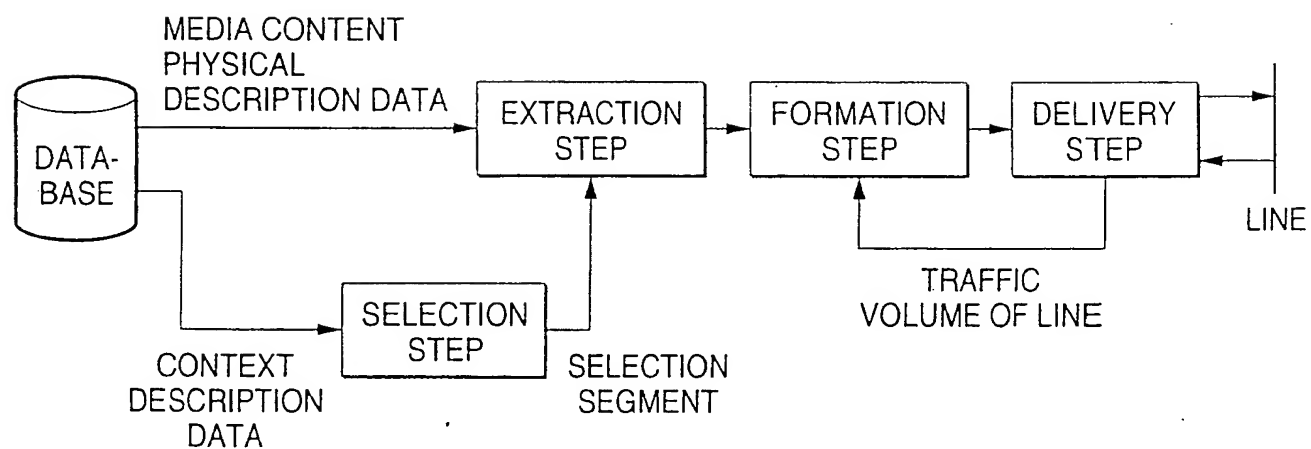 MEDIA CONTENT
PHYSICAL
DESCRIPTION DATA
DATA-
BASE
EXTRACTION
STEP
FORMATION
STEP
DELIVERY
STEP
LINE
TRAFFIC
VOLUME OF LINE
SELECTION
STEP
CONTEXT
DESCRIPTION
DATA
SELECTION
SEGMENT